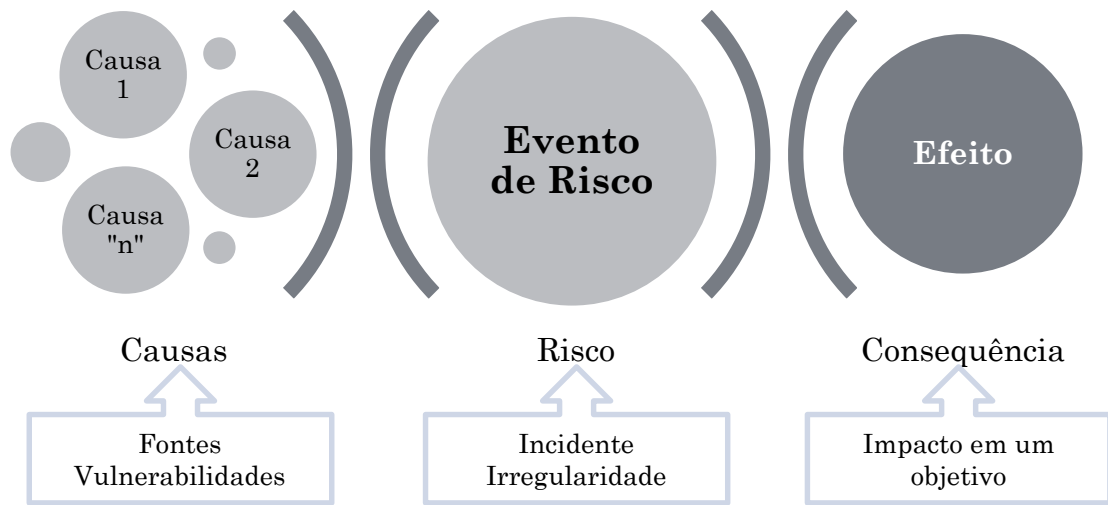 Causa
1
Causa
2
Causa
"n"
Evento
de Risco
Efeito
Causas
Risco
Consequência
Fontes
Vulnerabilidades
Incidente
Irregularidade
Impacto em um
objetivo